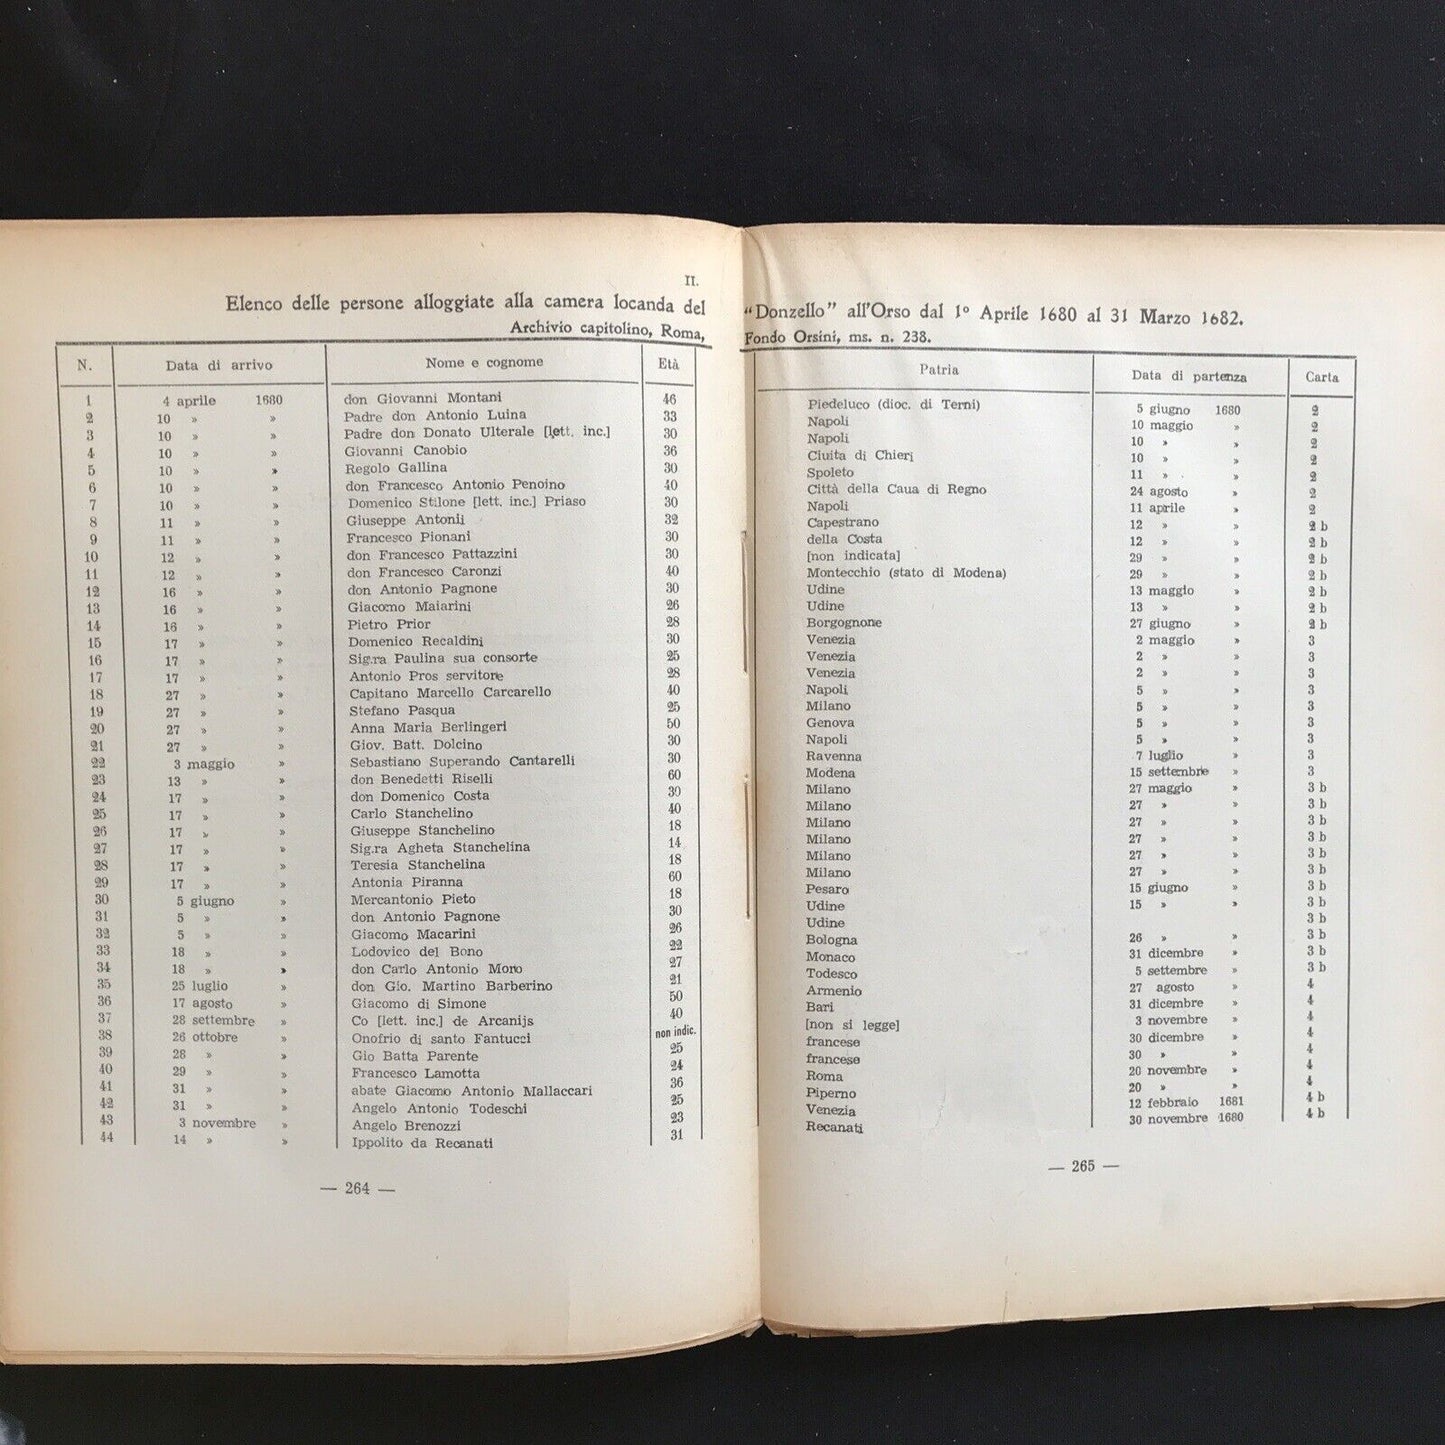 II.
Elenco delle persone alloggiate alla camera locanda del
Archivio capitolino, Roma,
N. Data di arrivo Nome e cognome Età
1 4 aprile 1680 don Giovanni Montani 46
2 10 » » Padre don Antonio Luina 33
3 10 » » Padre don Donato Ulterale [lett. inc.] 30
4 10 » » Giovanni Canobio 36
5 10 » » Regolo Gallina 30
6 10 » » don Francesco Antonio Penoino 40
7 10 » » Domenico Stilone [lett. inc.] Priaso 30
8 11 » » Giuseppe Antonij 32
9 11 » » Francesco Pionani 30
10 12 » » don Francesco Pattazzini 30
11 12 » » don Francesco Caronzi 40
12 16 » » don Antonio Pagnone 30
13 16 » » Giacomo Maiarini 26
14 16 » » Pietro Prior 28
15 17 » » Domenico Recaldini 30
16 17 » » Sig.ra Paulina sua consorte 25
17 17 » » Antonio Pros servitore 28
18 27 » » Capitano Marcello Carcarello 40
19 27 » » Stefano Pasqua 25
20 27 » » Anna Maria Berlingeri 50
21 27 » » Giov. Batt. Dolcino 30
22 3 maggio » Sebastiano Superando Cantarelli 30
23 13 » » don Benedetti Riselli 60
24 17 » » don Domenico Costa 30
25 17 » » Carlo Stanchelino 40
26 17 » » Giuseppe Stanchelino 18
27 17 » » Sig.ra Agheta Stanchelina 14
28 17 » » Teresia Stanchelina 18
29 17 » » Antonia Piranna 60
30 5 giugno » Mercantonio Pieto 18
31 5 » » don Antonio Pagnone 30
32 5 » » Giacomo Macarini 26
33 18 » » Lodovico del Bono 22
34 18 » » don Carlo Antonio Mono 27
35 25 luglio » don Gio. Martino Barberino 21
36 17 agosto » Giacomo di Simone 50
37 28 settembre » Co [lett. inc.] de Arcanijs 40
38 26 ottobre » Onofrio di santo Fantucci non indic.
39 28 » » Gio Batta Parente 25
40 29 » » Francesco Lamotta 24
41 31 » » abate Giacomo Antonio Mallaccari 36
42 31 » » Angelo Antonio Todeschi 25
43 3 novembre » Angelo Brenozzi 23
44 14 » » Ippolito da Recanati 31
— 264 —
“Donzello” all'Orso dal 1º Aprile 1680 al 31 Marzo 1682.
Fondo Orsini, ms. n. 238.
Patria Data di partenza Carta
Piedeluco (dioc. di Terni) 5 giugno 1680 2
Napoli 10 maggio » 2
Napoli 10 » » 2
Ciuita di Chieri 10 » » 2
Spoleto 11 » » 2
Città della Caua di Regno 24 agosto » 2
Napoli 11 aprile » 2
Capestrano 12 » » 2 b
della Costa 12 » » 2 b
[non indicata] 29 » » 2 b
Montecchio (stato di Modena) 29 » » 2 b
Udine 13 maggio » 2 b
Udine 13 » » 2 b
Borgognone 27 giugno » 2 b
Venezia 2 maggio » 3
Venezia 2 » » 3
Venezia 2 » » 3
Napoli 5 » » 3
Milano 5 » » 3
Genova 5 » » 3
Napoli 5 » » 3
Ravenna 7 luglio » 3
Modena 15 settembre » 3
Milano 27 maggio » 3 b
Milano 27 » » 3 b
Milano 27 » » 3 b
Milano 27 » » 3 b
Milano 27 » » 3 b
Milano 27 » » 3 b
Pesaro 15 giugno » 3 b
Udine 15 » » 3 b
Udine 3 b
Bologna 26 » » 3 b
Monaco 31 dicembre » 3 b
Todesco 5 settembre » 3 b
Armenio 27 agosto » 4
Bari 31 dicembre » 4
[non si legge] 3 novembre » 4
francese 30 dicembre » 4
francese 30 » » 4
Roma 20 novembre » 4
Piperno 20 » » 4
Venezia 12 febbraio 1681 4 b
Recanati 30 novembre 1680 4 b
— 265 —